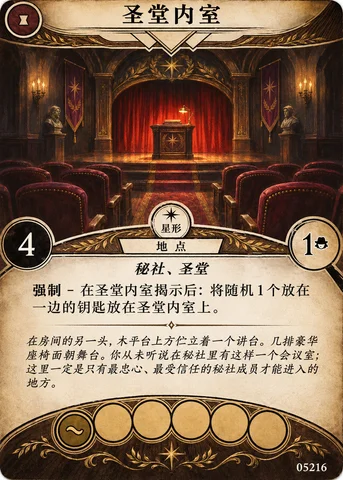 圣堂内室
星形
4
地点
1
秘社、圣堂
强制 – 在圣堂内室揭示后：将随机1个放在
一边的钥匙放在圣堂内室上。
在房间的另一头，木平台上方伫立着一个讲台。几排豪华
座椅面朝舞台。你从未听说在秘社里有这样一个会议室；
这里一定是只有最忠心、最受信任的秘社成员才能进入的
地方。
05216